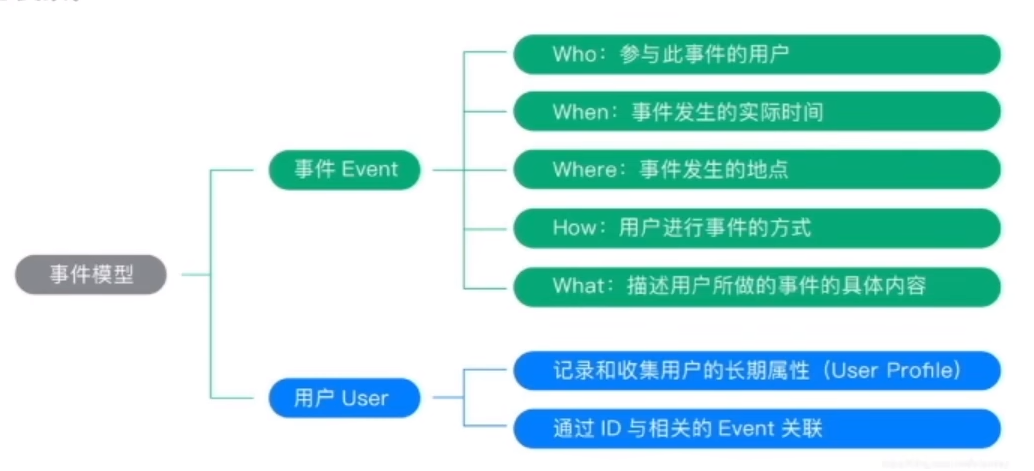 事件模型
事件 Event
Who：参与此事件的用户
When：事件发生的实际时间
Where：事件发生的地点
How：用户进行事件的方式
What：描述用户所做的事件的具体内容
用户 User
记录和收集用户的长期属性（User Profile）
通过 ID 与相关的 Event 关联